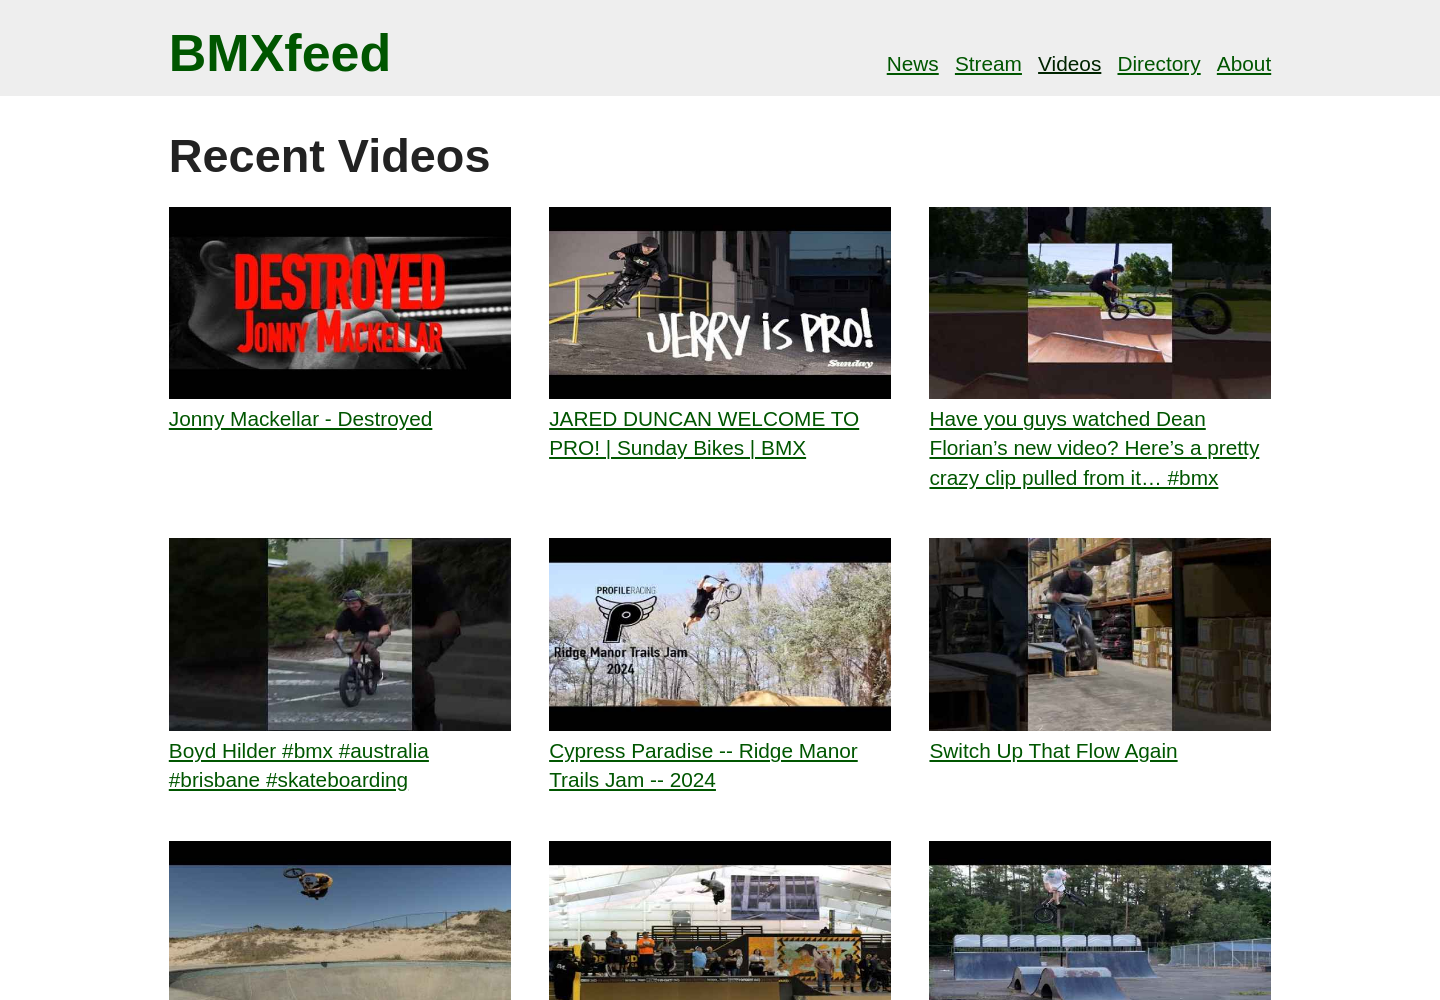 BMXfeed
News Stream Videos Directory About
Recent Videos
DESTROYED
JONNY MACKELLAR
JERRY is PRO!
Sunday
Jonny Mackellar - Destroyed
JARED DUNCAN WELCOME TO
PRO! | Sunday Bikes | BMX
Have you guys watched Dean
Florian’s new video? Here’s a pretty
crazy clip pulled from it… #bmx
PROFILERACING
Ridge Manor Trails Jam
2024
Boyd Hilder #bmx #australia
#brisbane #skateboarding
Cypress Paradise -- Ridge Manor
Trails Jam -- 2024
Switch Up That Flow Again